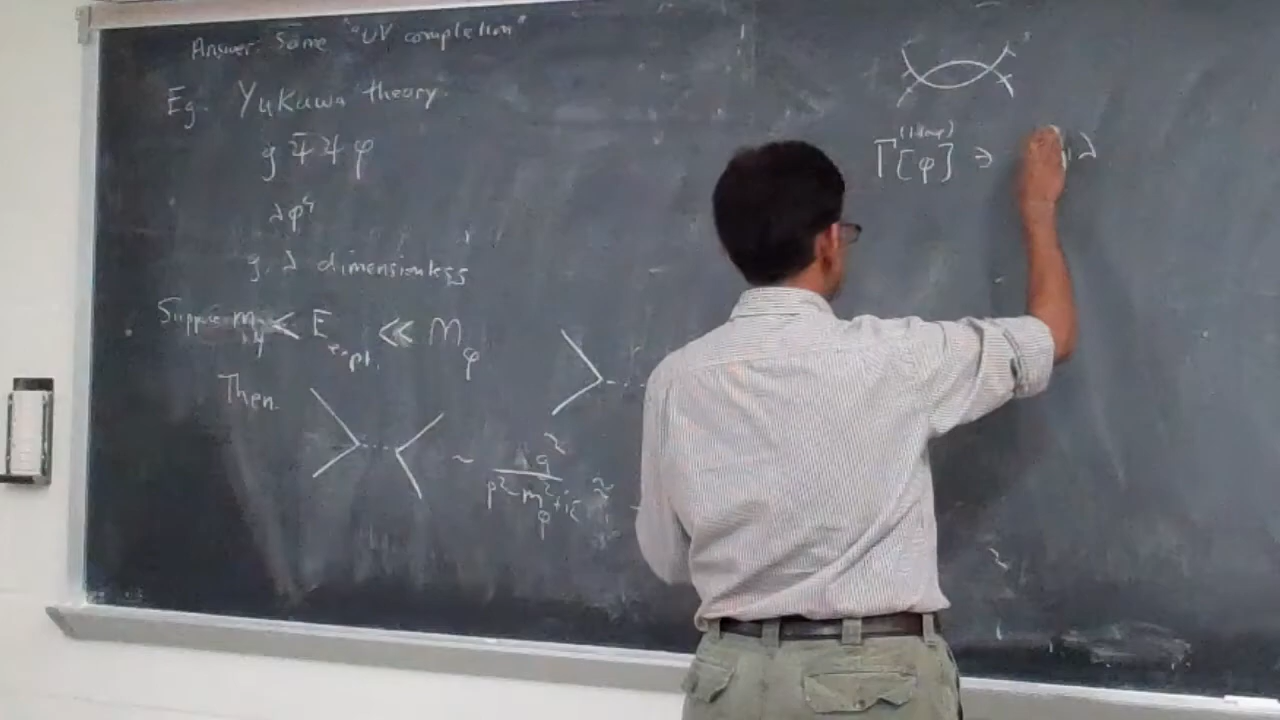 Answer: Some "UV completion"
Eg. Yukawa theory.
g Ψ̄ Ψ φ
λφ⁴
g, λ dimensionless
Suppose m_ψ < E_expt. ≪ M_φ
Then
~ g² / (p² - m_φ² + iε) ~
Γ^(1-loop)[φ] ∋ λ